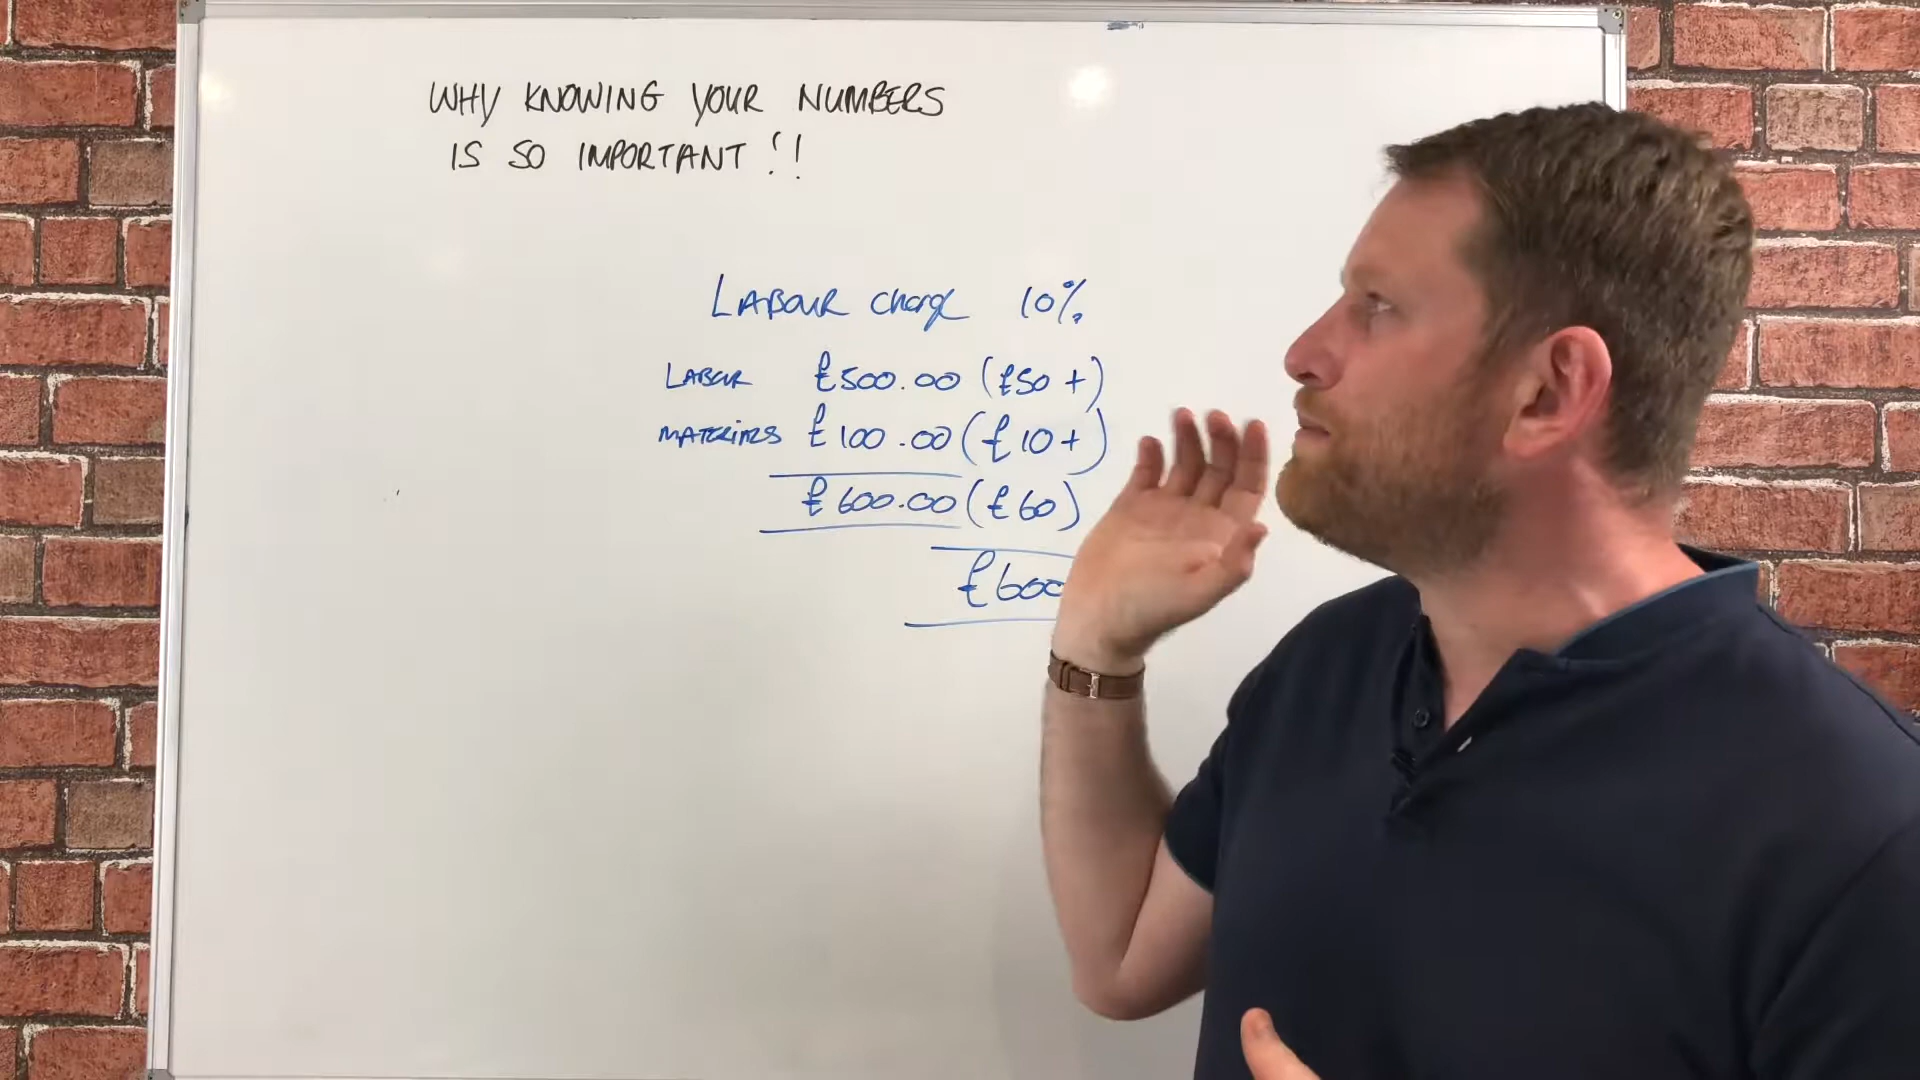 WHY KNOWING YOUR NUMBERS
IS SO IMPORTANT !!
LABOUR charge 10%
LABOUR £500.00 (£50+)
MATERIALS £100.00 (£10+)
£600.00 (£60)
£600